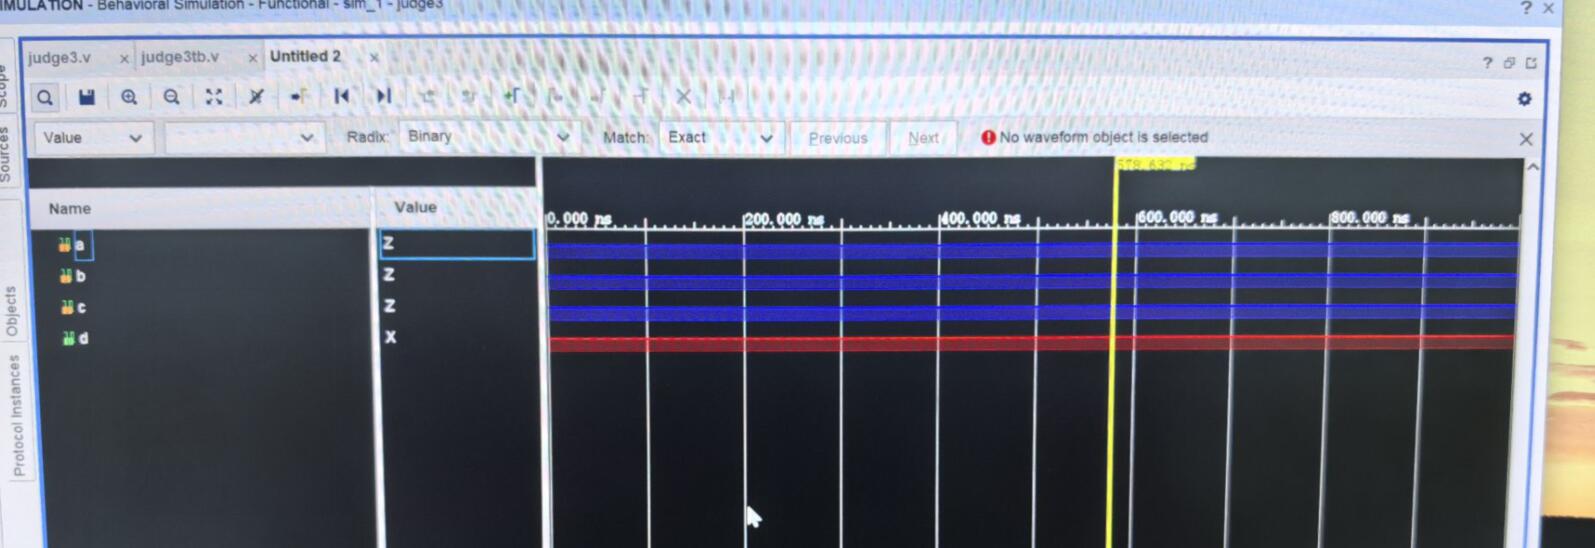 IMULATION - Behavioral Simulation - Functional - sim_1 - judge3
? ×
judge3.v × judge3tb.v × Untitled 2 ×
?
Value Radix: Binary Match: Exact Previous Next No waveform object is selected
578.632 ns
Name Value
0.000 ns 200.000 ns 400.000 ns 600.000 ns 800.000 ns
a Z
b Z
c Z
d X
Scope
Sources
Objects
Protocol Instances